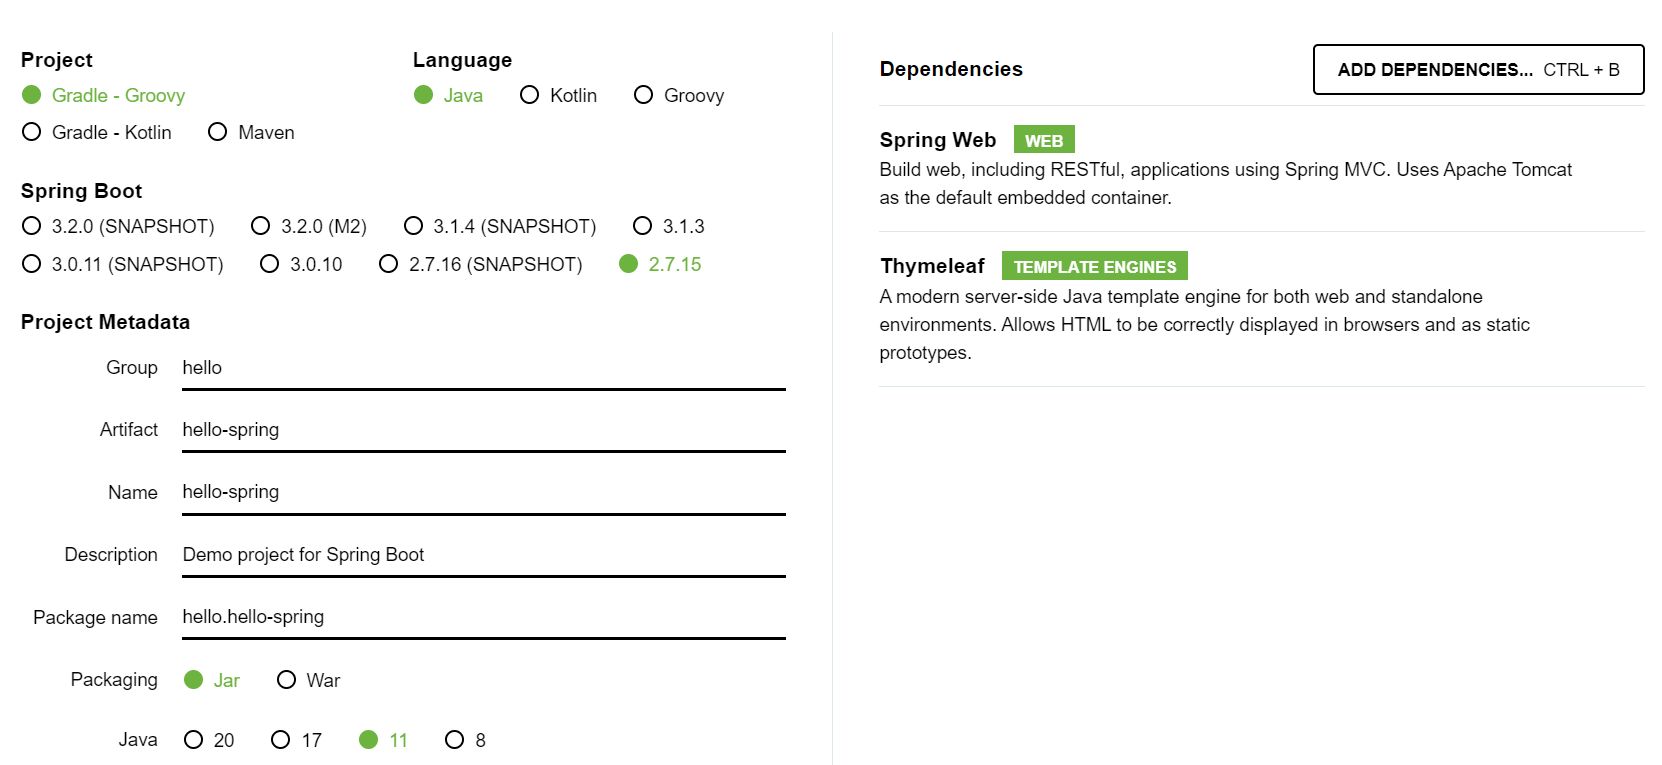 Project
Gradle - Groovy
Gradle - Kotlin Maven
Language
Java Kotlin Groovy
Spring Boot
3.2.0 (SNAPSHOT) 3.2.0 (M2) 3.1.4 (SNAPSHOT) 3.1.3
3.0.11 (SNAPSHOT) 3.0.10 2.7.16 (SNAPSHOT) 2.7.15
Project Metadata
Group hello
Artifact hello-spring
Name hello-spring
Description Demo project for Spring Boot
Package name hello.hello-spring
Packaging Jar War
Java 20 17 11 8
Dependencies ADD DEPENDENCIES... CTRL + B
Spring Web WEB
Build web, including RESTful, applications using Spring MVC. Uses Apache Tomcat
as the default embedded container.
Thymeleaf TEMPLATE ENGINES
A modern server-side Java template engine for both web and standalone
environments. Allows HTML to be correctly displayed in browsers and as static
prototypes.